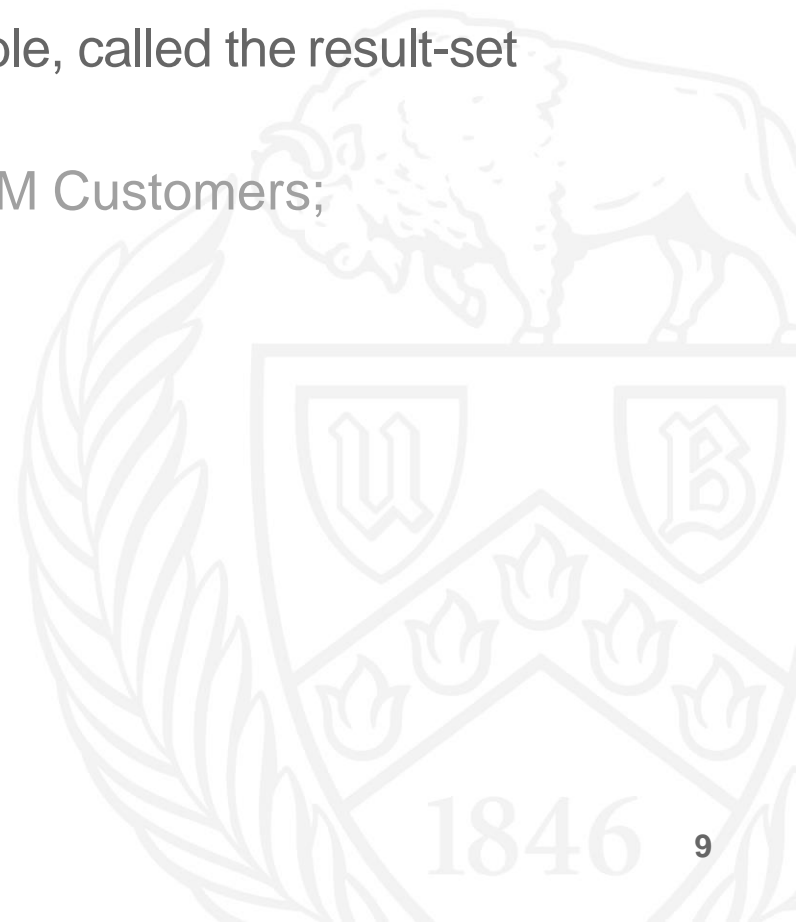 ble, called the result-set
M Customers;
U B
1846
9